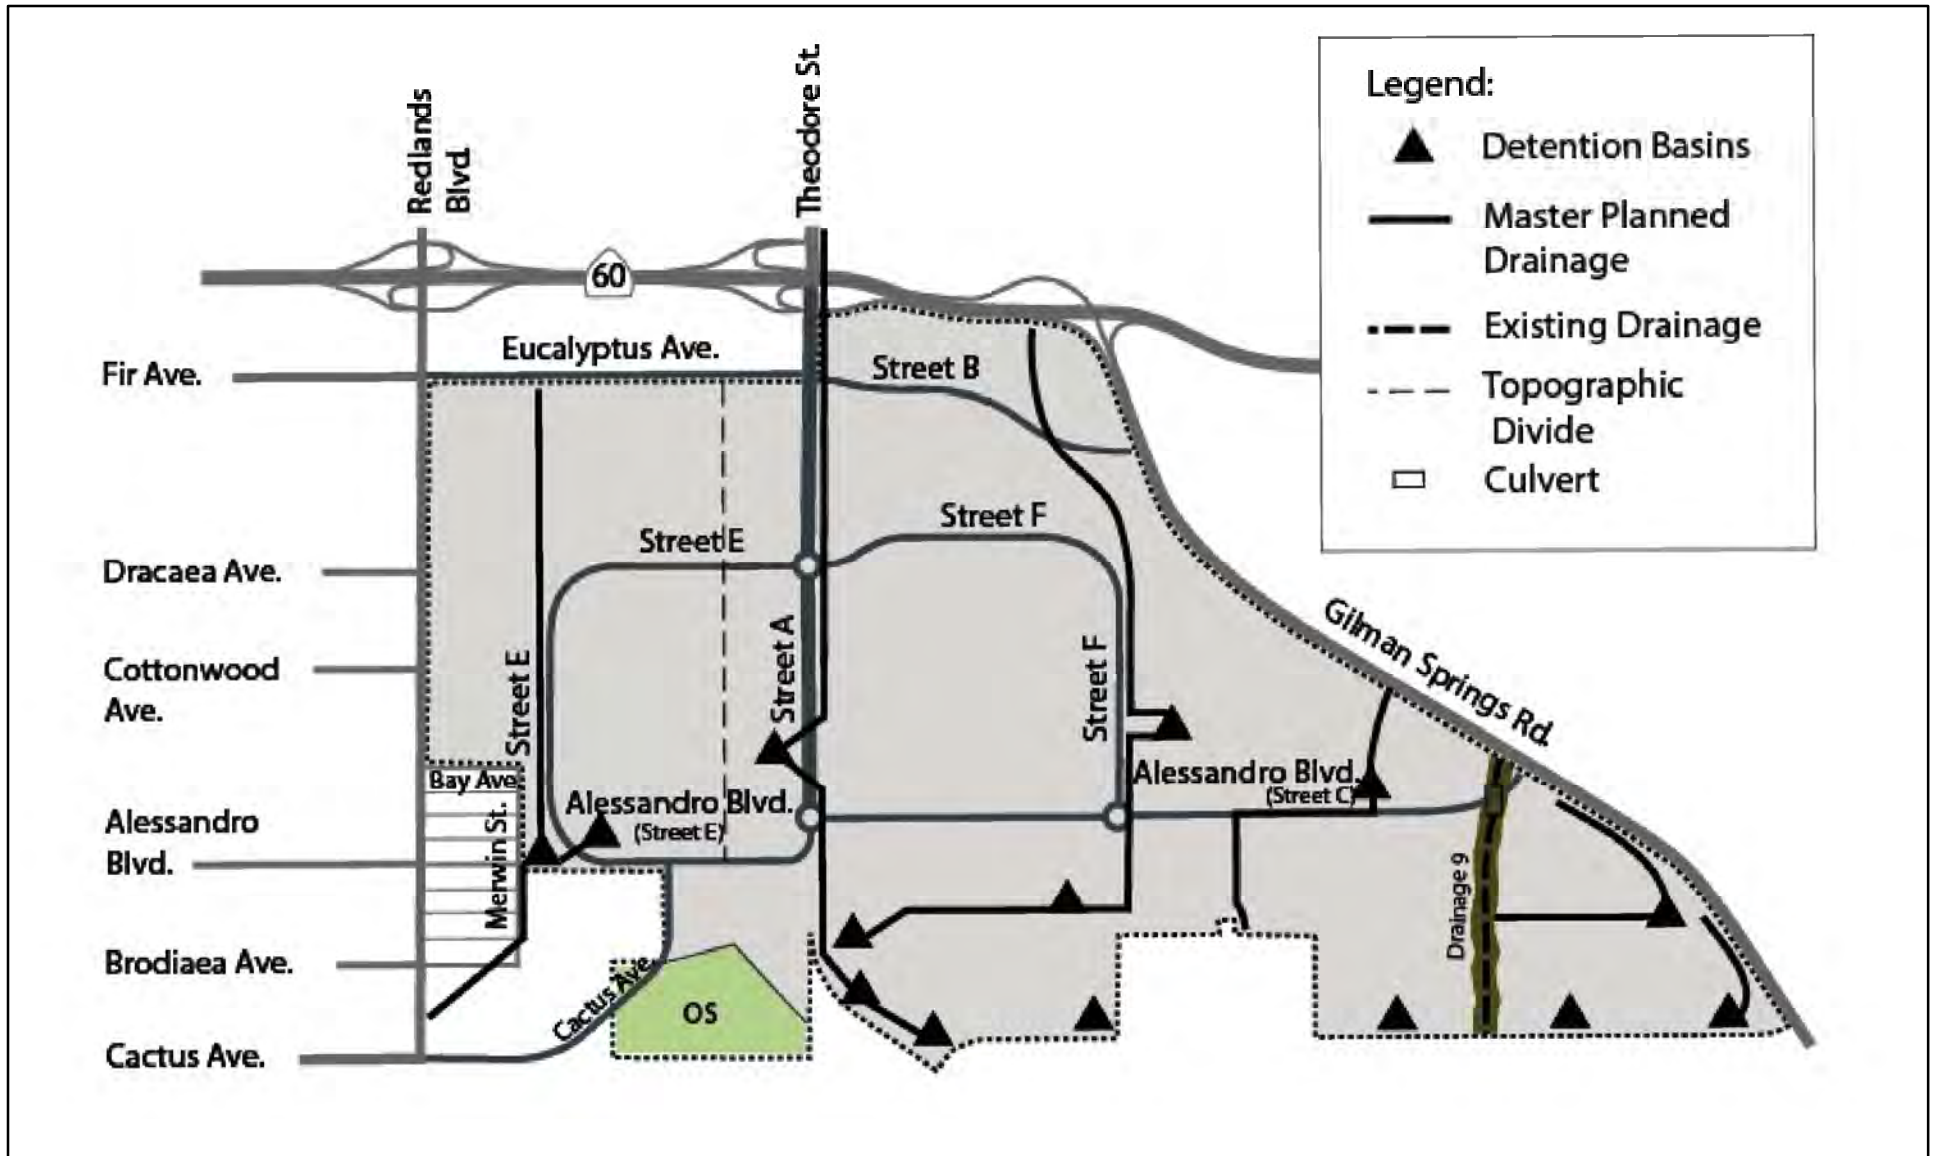 Redlands
Blvd.
Theodore St.
Legend:
Detention Basins
Master Planned
Drainage
Existing Drainage
Topographic
Divide
Culvert
60
Eucalyptus Ave.
Fir Ave.
Street B
Street F
Street E
Dracaea Ave.
Gilman Springs Rd.
Street A
Street F
Street E
Cottonwood
Ave.
Bay Ave
Alessandro Blvd.
(Street C)
Alessandro Blvd.
(Street E)
Merwin St.
Alessandro
Blvd.
Drainage 9
Brodiaea Ave.
Cactus Ave.
OS
Cactus Ave.